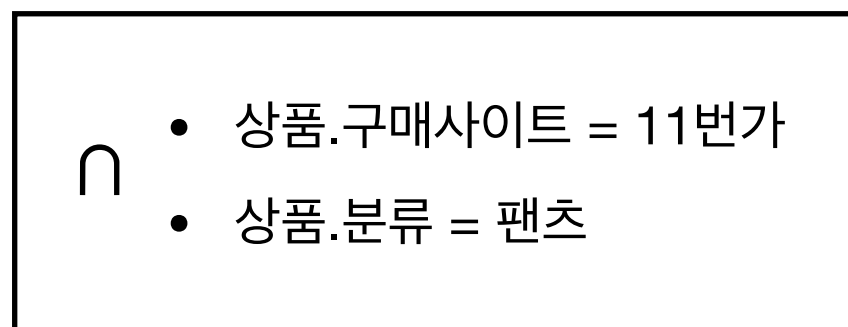 ∩
• 상품.구매사이트 = 11번가
• 상품.분류 = 팬츠